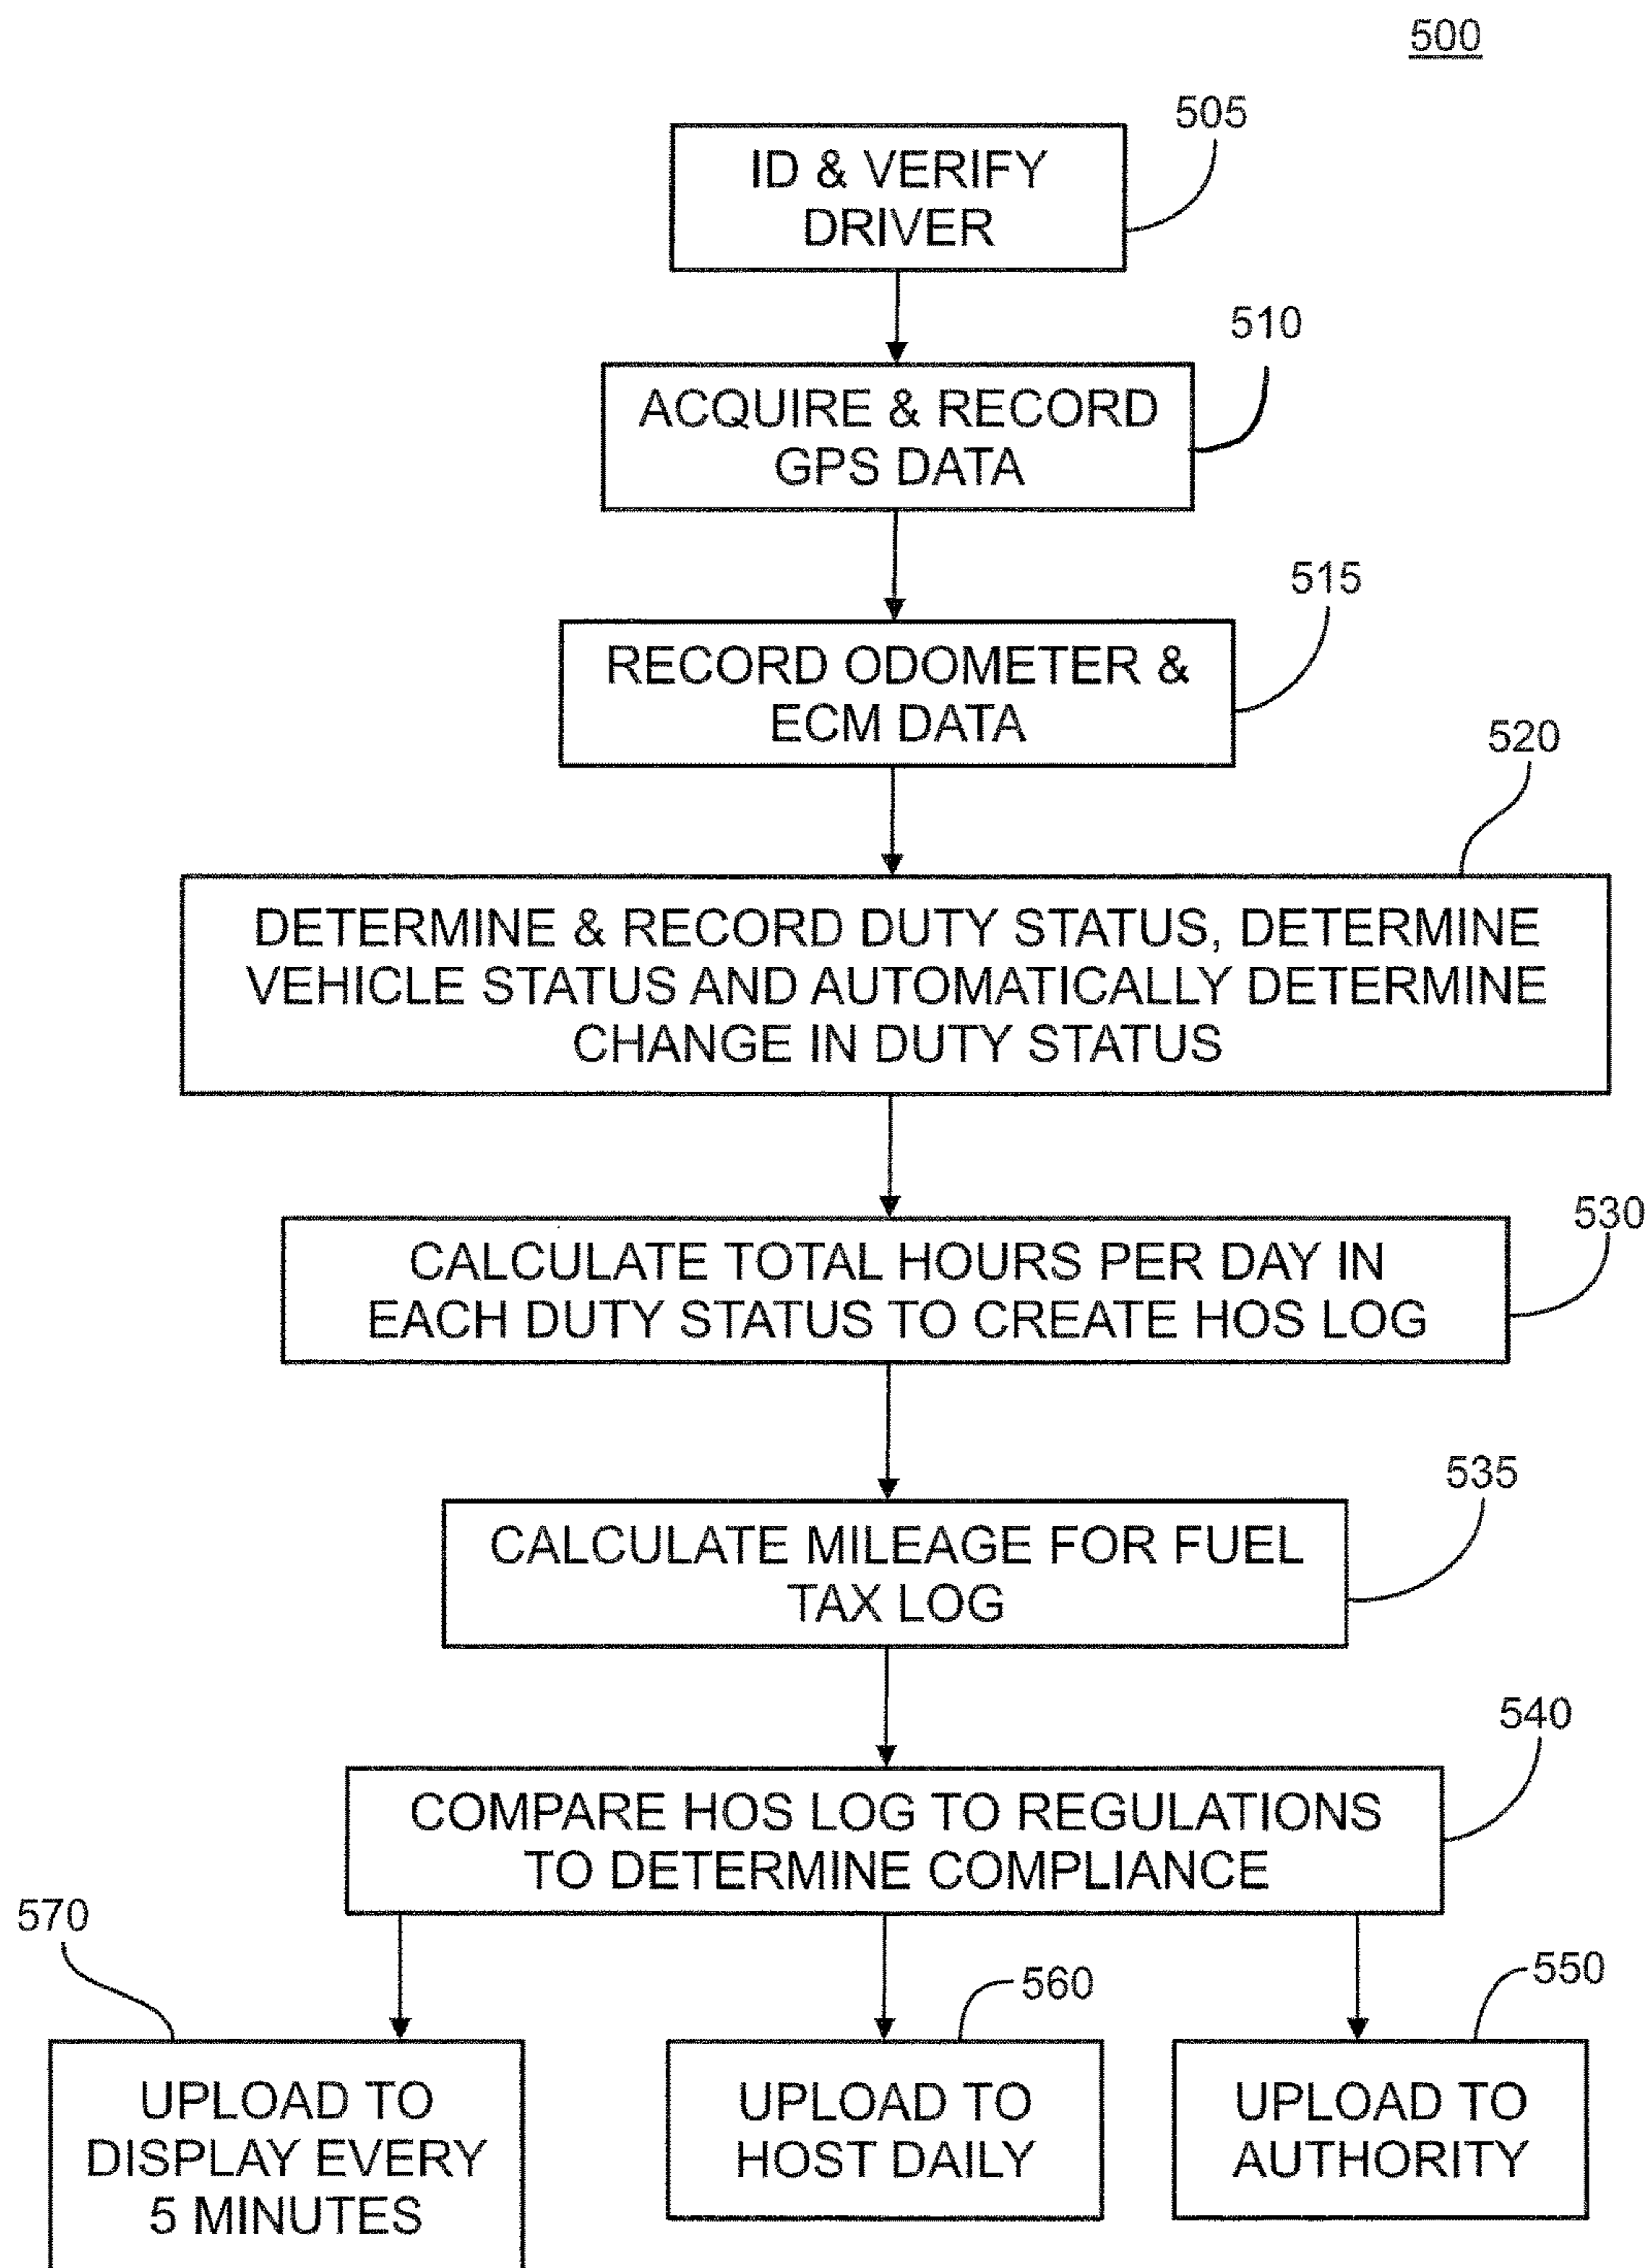 500
505
ID & VERIFY
DRIVER
510
ACQUIRE & RECORD
GPS DATA
515
RECORD ODOMETER &
ECM DATA
520
DETERMINE & RECORD DUTY STATUS, DETERMINE
VEHICLE STATUS AND AUTOMATICALLY DETERMINE
CHANGE IN DUTY STATUS
530
CALCULATE TOTAL HOURS PER DAY IN
EACH DUTY STATUS TO CREATE HOS LOG
535
CALCULATE MILEAGE FOR FUEL
TAX LOG
540
COMPARE HOS LOG TO REGULATIONS
TO DETERMINE COMPLIANCE
570
UPLOAD TO
DISPLAY EVERY
5 MINUTES
560
UPLOAD TO
HOST DAILY
550
UPLOAD TO
AUTHORITY